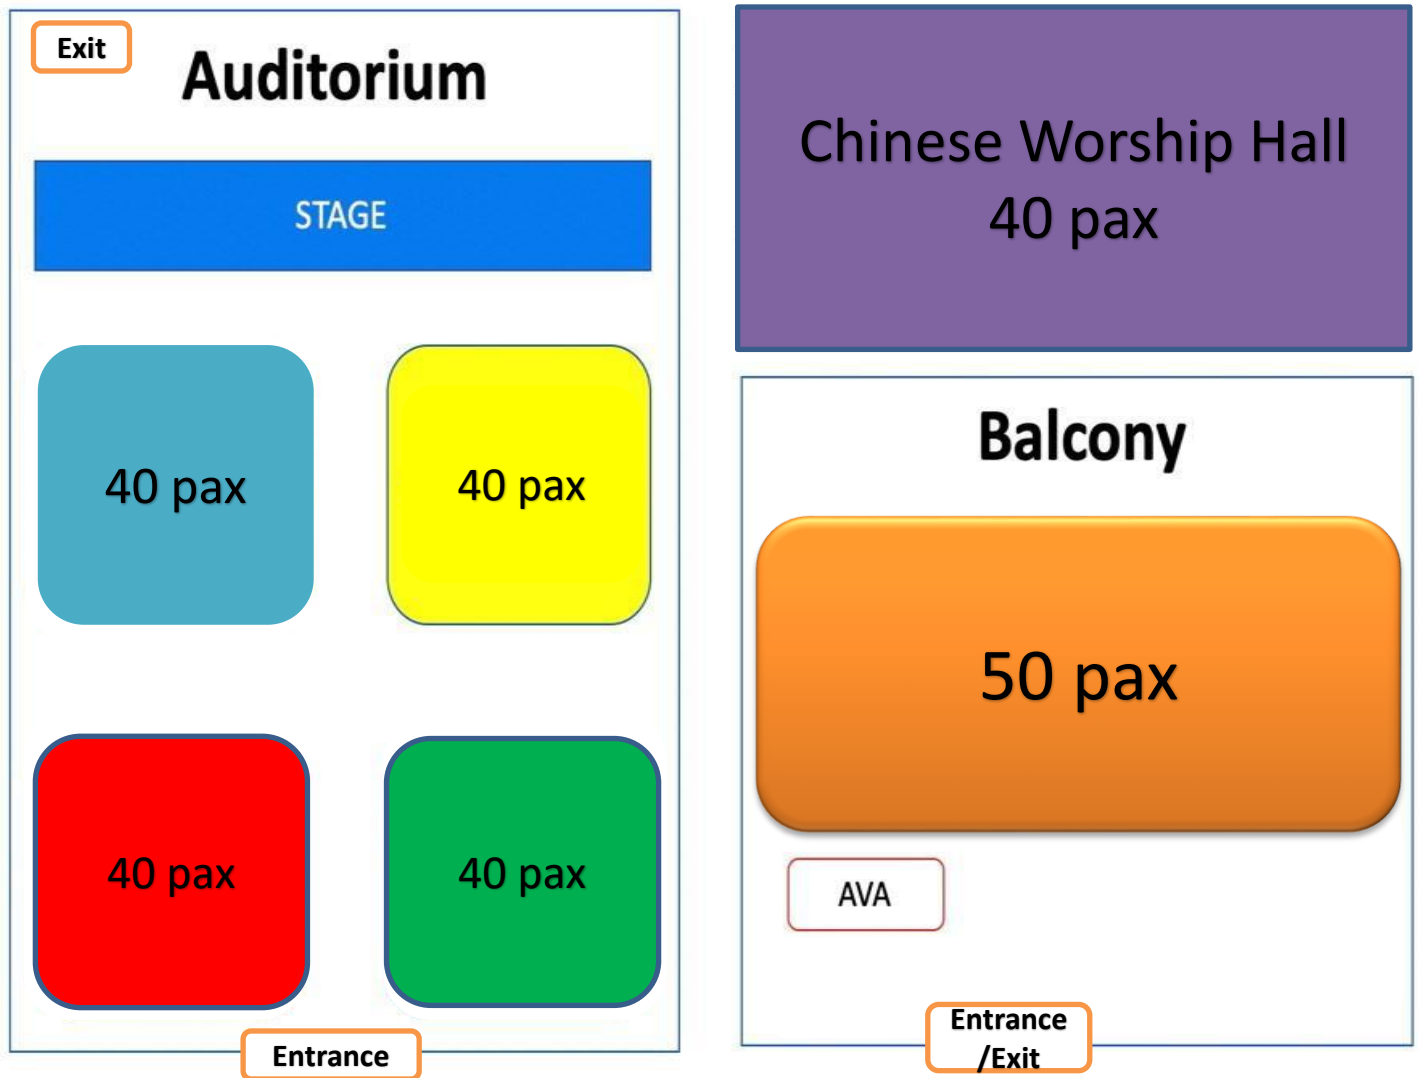 Exit
Auditorium
STAGE
40 pax
40 pax
40 pax
40 pax
Entrance
Chinese Worship Hall
40 pax
Balcony
50 pax
AVA
Entrance
/Exit